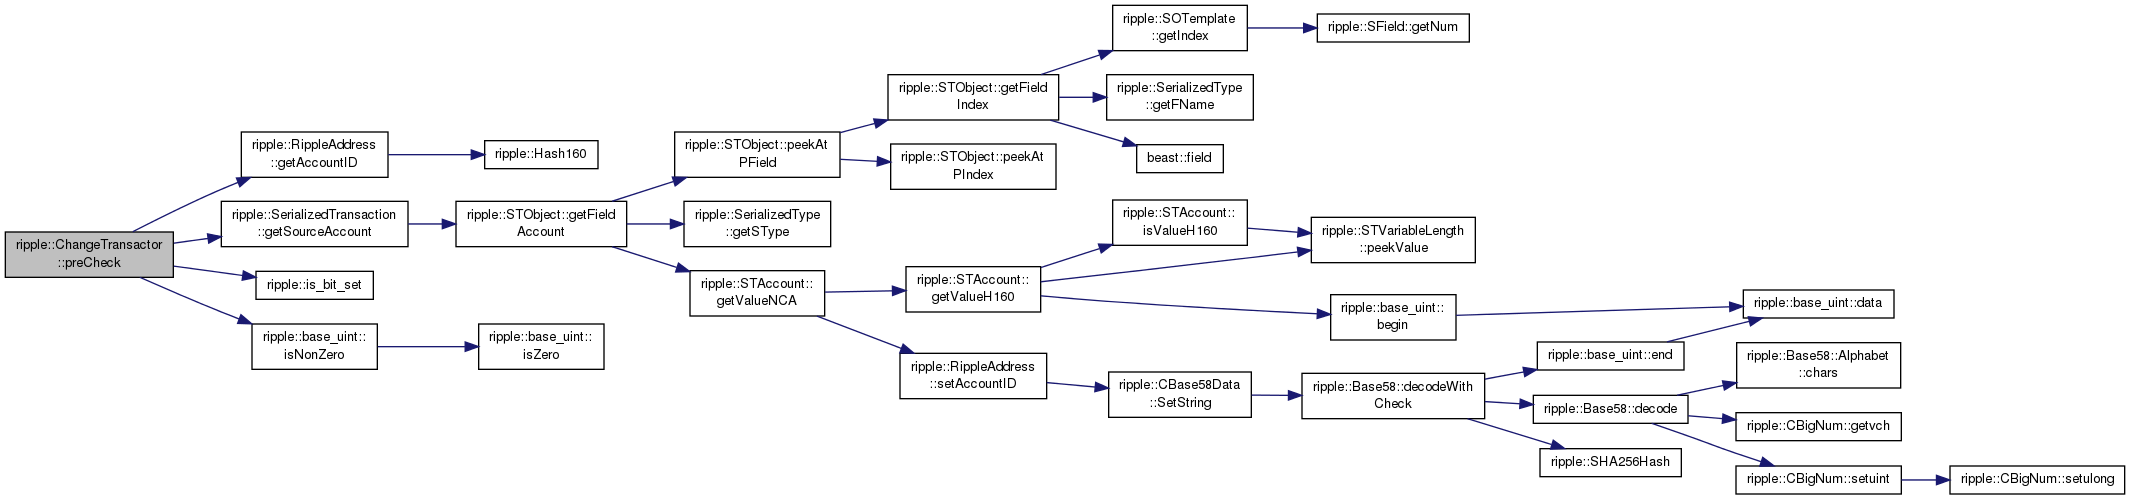 ripple::ChangeTransactor
::preCheck
ripple::RippleAddress
::getAccountID
ripple::Hash160
ripple::SerializedTransaction
::getSourceAccount
ripple::is_bit_set
ripple::base_uint::
isNonZero
ripple::base_uint::
isZero
ripple::STObject::getField
Account
ripple::STObject::peekAt
PField
ripple::SerializedType
::getSType
ripple::STAccount::
getValueNCA
ripple::STObject::getField
Index
ripple::STObject::peekAt
PIndex
ripple::SOTemplate
::getIndex
ripple::SField::getNum
ripple::SerializedType
::getFName
beast::field
ripple::STAccount::
getValueH160
ripple::STAccount::
isValueH160
ripple::STVariableLength
::peekValue
ripple::base_uint::
begin
ripple::base_uint::data
ripple::RippleAddress
::setAccountID
ripple::CBase58Data
::SetString
ripple::Base58::decodeWith
Check
ripple::base_uint::end
ripple::Base58::decode
ripple::SHA256Hash
ripple::Base58::Alphabet
::chars
ripple::CBigNum::getvch
ripple::CBigNum::setuint
ripple::CBigNum::setulong